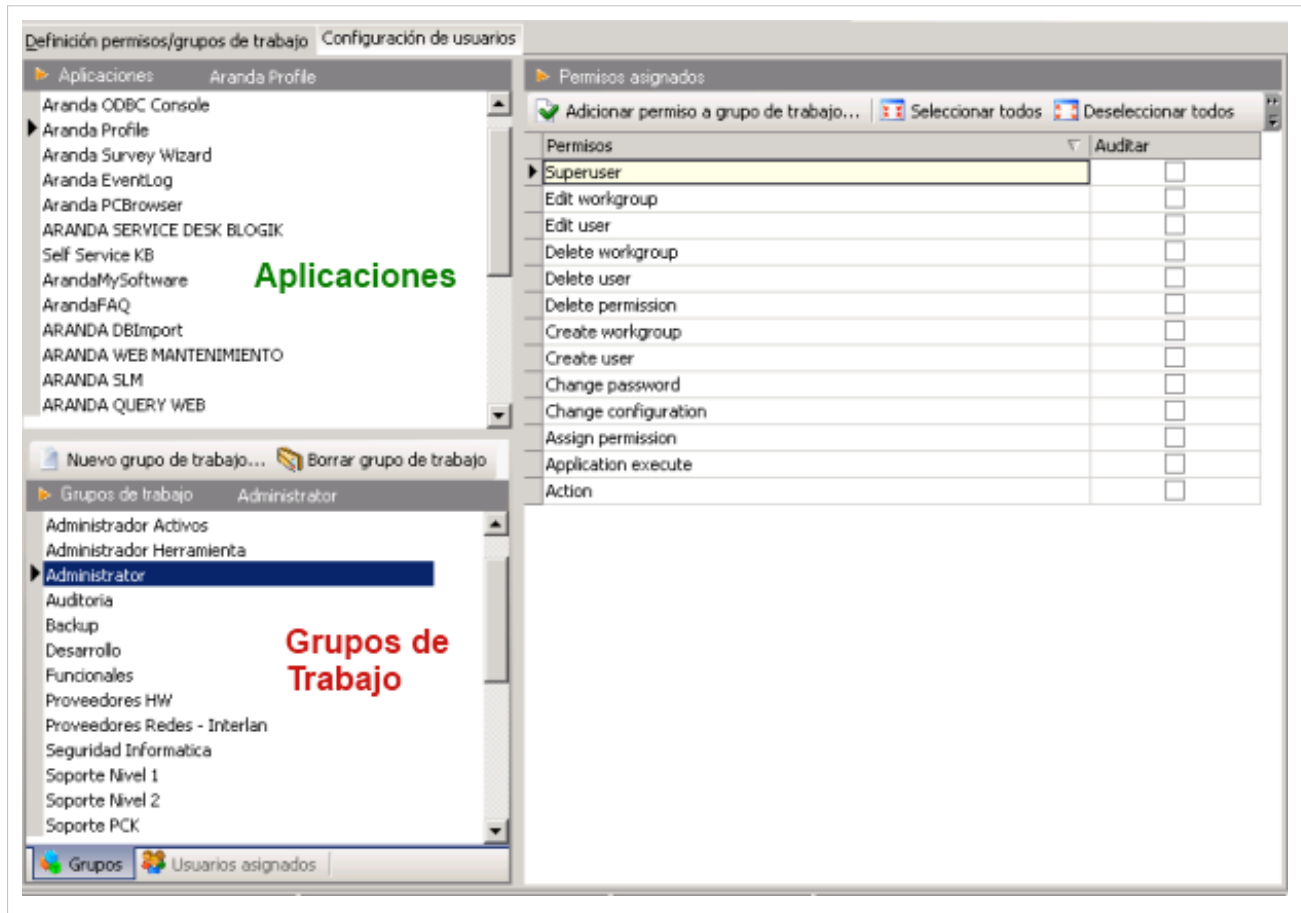 Definición permisos/grupos de trabajo Configuración de usuarios
Aplicaciones Aranda Profile
Aranda ODBC Console
Aranda Profile
Aranda Survey Wizard
Aranda EventLog
Aranda PCBrowser
ARANDA SERVICE DESK BLOGIK
Self Service KB
ArandaMySoftware
ArandaFAQ
ARANDA DBImport
ARANDA WEB MANTENIMIENTO
ARANDA SLM
ARANDA QUERY WEB
Aplicaciones
Nuevo grupo de trabajo... Borrar grupo de trabajo
Grupos de trabajo Administrator
Administrador Activos
Administrador Herramienta
Administrator
Auditoria
Backup
Desarrollo
Funcionales
Proveedores HW
Proveedores Redes - Interlan
Seguridad Informatica
Soporte Nivel 1
Soporte Nivel 2
Soporte PCK
Grupos de
Trabajo
Grupos Usuarios asignados
Permisos asignados
Adicionar permiso a grupo de trabajo... Seleccionar todos Deseleccionar todos
Permisos Auditar
Superuser
Edit workgroup
Edit user
Delete workgroup
Delete user
Delete permission
Create workgroup
Create user
Change password
Change configuration
Assign permission
Application execute
Action